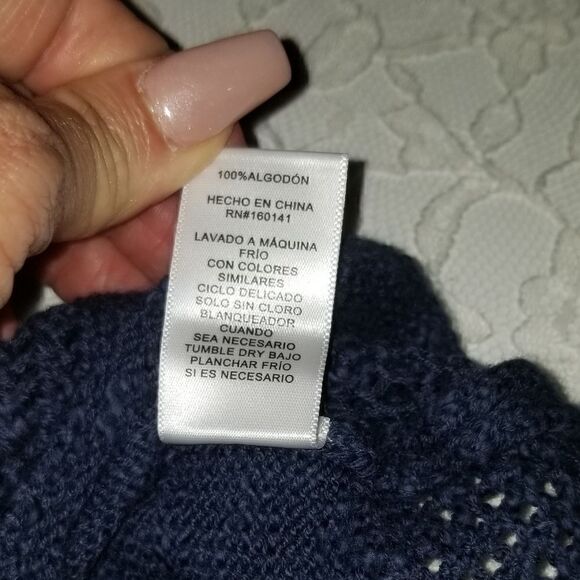 100%ALGODÓN
HECHO EN CHINA
RN#160141
LAVADO A MÁQUINA
FRÍO
CON COLORES
SIMILARES
CICLO DELICADO
SOLO SIN CLORO
BLANQUEADOR
CUANDO
SEA NECESARIO
TUMBLE DRY BAJO
PLANCHAR FRÍO
SI ES NECESARIO